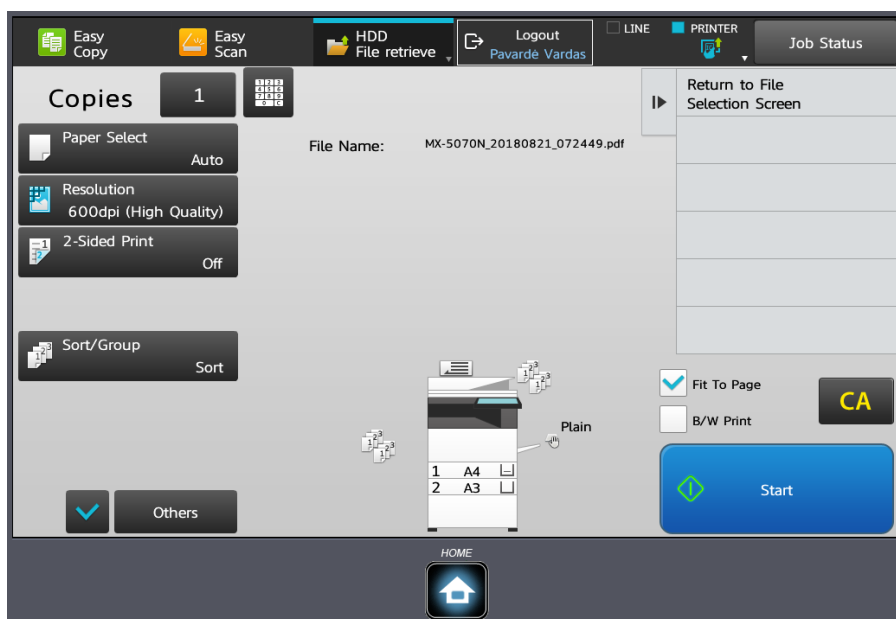 Easy
Copy
Easy
Scan
HDD
File retrieve
Logout
Pavardė Vardas
LINE
PRINTER
Job Status
Copies
1
Return to File
Selection Screen
Paper Select
Auto
File Name:
MX-5070N_20180821_072449.pdf
Resolution
600dpi (High Quality)
2-Sided Print
Off
Sort/Group
Sort
Fit To Page
CA
B/W Print
Plain
1 A4
2 A3
Start
Others
HOME